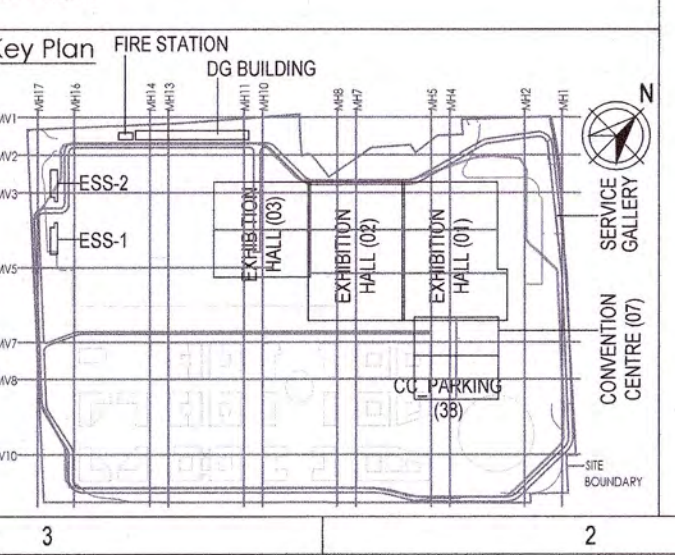 Key Plan
FIRE STATION
DG BUILDING
N
MH17
MH16
MH14
MH13
MH11
MH10
MH8
MH7
MH5
MH4
MH2
MH1
MV1
MV2
MV3
MV5
MV7
MV8
MV10
ESS-2
ESS-1
EXHIBITION
HALL (03)
EXHIBITION
HALL (02)
EXHIBITION
HALL (01)
SERVICE
GALLERY
CONVENTION
CENTRE (07)
CC_PARKING
(38)
SITE
BOUNDARY
3
2